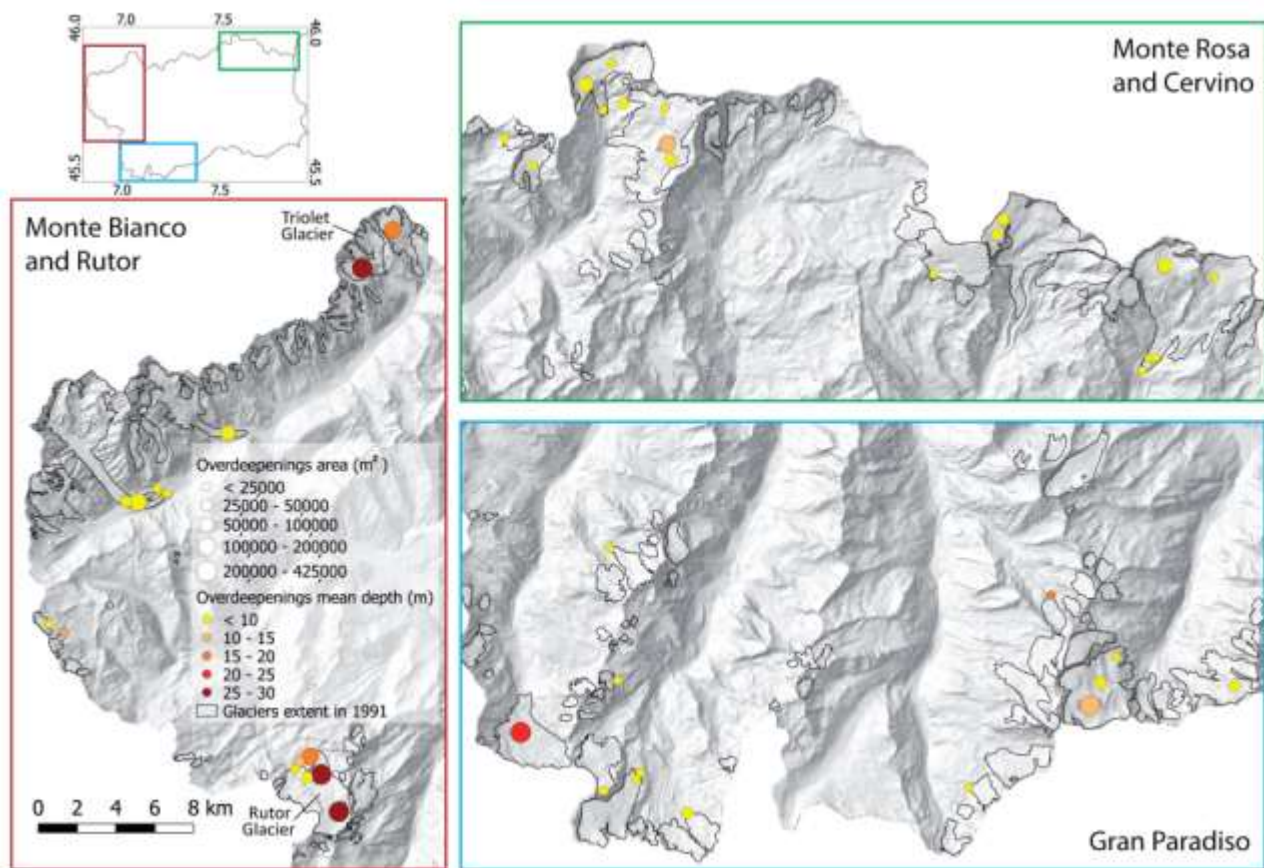 7.0 7.5
46.0
46.0
45.5
45.5
7.0 7.5
Monte Rosa
and Cervino
Monte Bianco
and Rutor
Triolet
Glacier
Overdeepenings area (m²)
< 25000
25000 - 50000
50000 - 100000
100000 - 200000
200000 - 425000
Overdeepenings mean depth (m)
< 10
10 - 15
15 - 20
20 - 25
25 - 30
Glaciers extent in 1991
0 2 4 6 8 km
Rutor
Glacier
Gran Paradiso